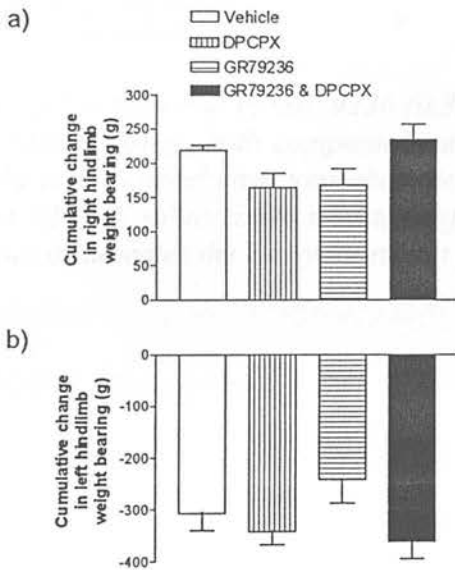 a)
Vehicle
DPCPX
GR79236
GR79236 & DPCPX
Cumulative change
in right hindlimb
weight bearing (g)
300
250
200
150
100
50
0
b)
Cumulative change
in left hindlimb
weight bearing (g)
0
-100
-200
-300
-400